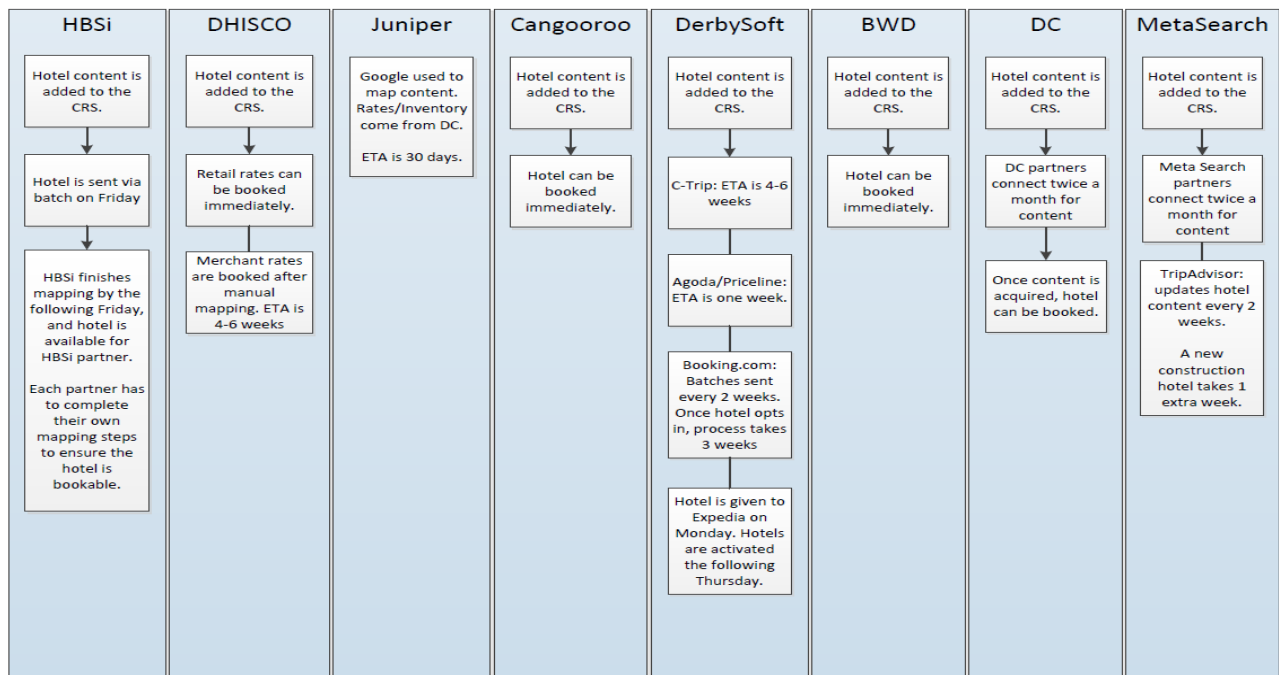 HBSi
Hotel content is
added to the
CRS.
Hotel is sent via
batch on Friday
HBSi finishes
mapping by the
following Friday,
and hotel is
available for
HBSi partner.
Each partner has
to complete
their own
mapping steps
to ensure the
hotel is
bookable.
DHISCO
Hotel content is
added to the
CRS.
Retail rates can
be booked
immediately.
Merchant rates
are booked after
manual
mapping. ETA is
4-6 weeks
Juniper
Google used to
map content.
Rates/Inventory
come from DC.
ETA is 30 days.
Cangooroo
Hotel content is
added to the
CRS.
Hotel can be
booked
immediately.
DerbySoft
Hotel content is
added to the
CRS.
C-Trip: ETA is 4-6
weeks
Agoda/Priceline:
ETA is one week.
Booking.com:
Batches sent
every 2 weeks.
Once hotel opts
in, process takes
3 weeks
Hotel is given to
Expedia on
Monday. Hotels
are activated
the following
Thursday.
BWD
Hotel content is
added to the
CRS.
Hotel can be
booked
immediately.
DC
Hotel content is
added to the
CRS.
DC partners
connect twice a
month for
content
Once content is
acquired, hotel
can be booked.
MetaSearch
Hotel content is
added to the
CRS.
Meta Search
partners
connect twice a
month for
content
TripAdvisor:
updates hotel
content every 2
weeks.
A new
construction
hotel takes 1
extra week.